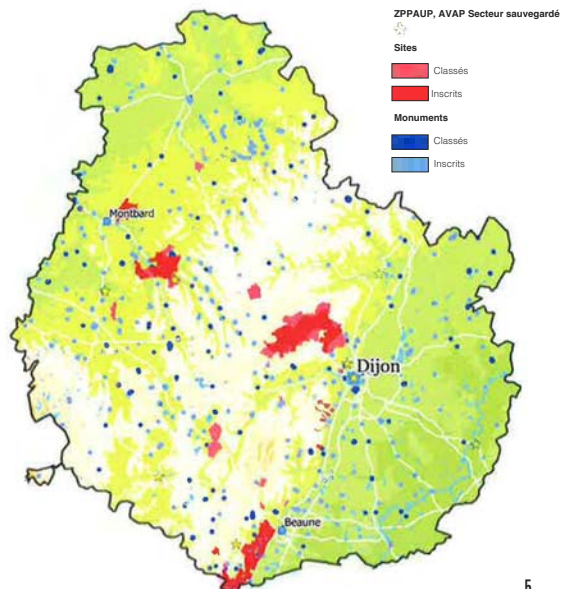 ZPPAUP, AVAP Secteur sauvegardé
Sites
Classés
Inscrits
Monuments
Classés
Inscrits
Montbard
Dijon
Beaune
5